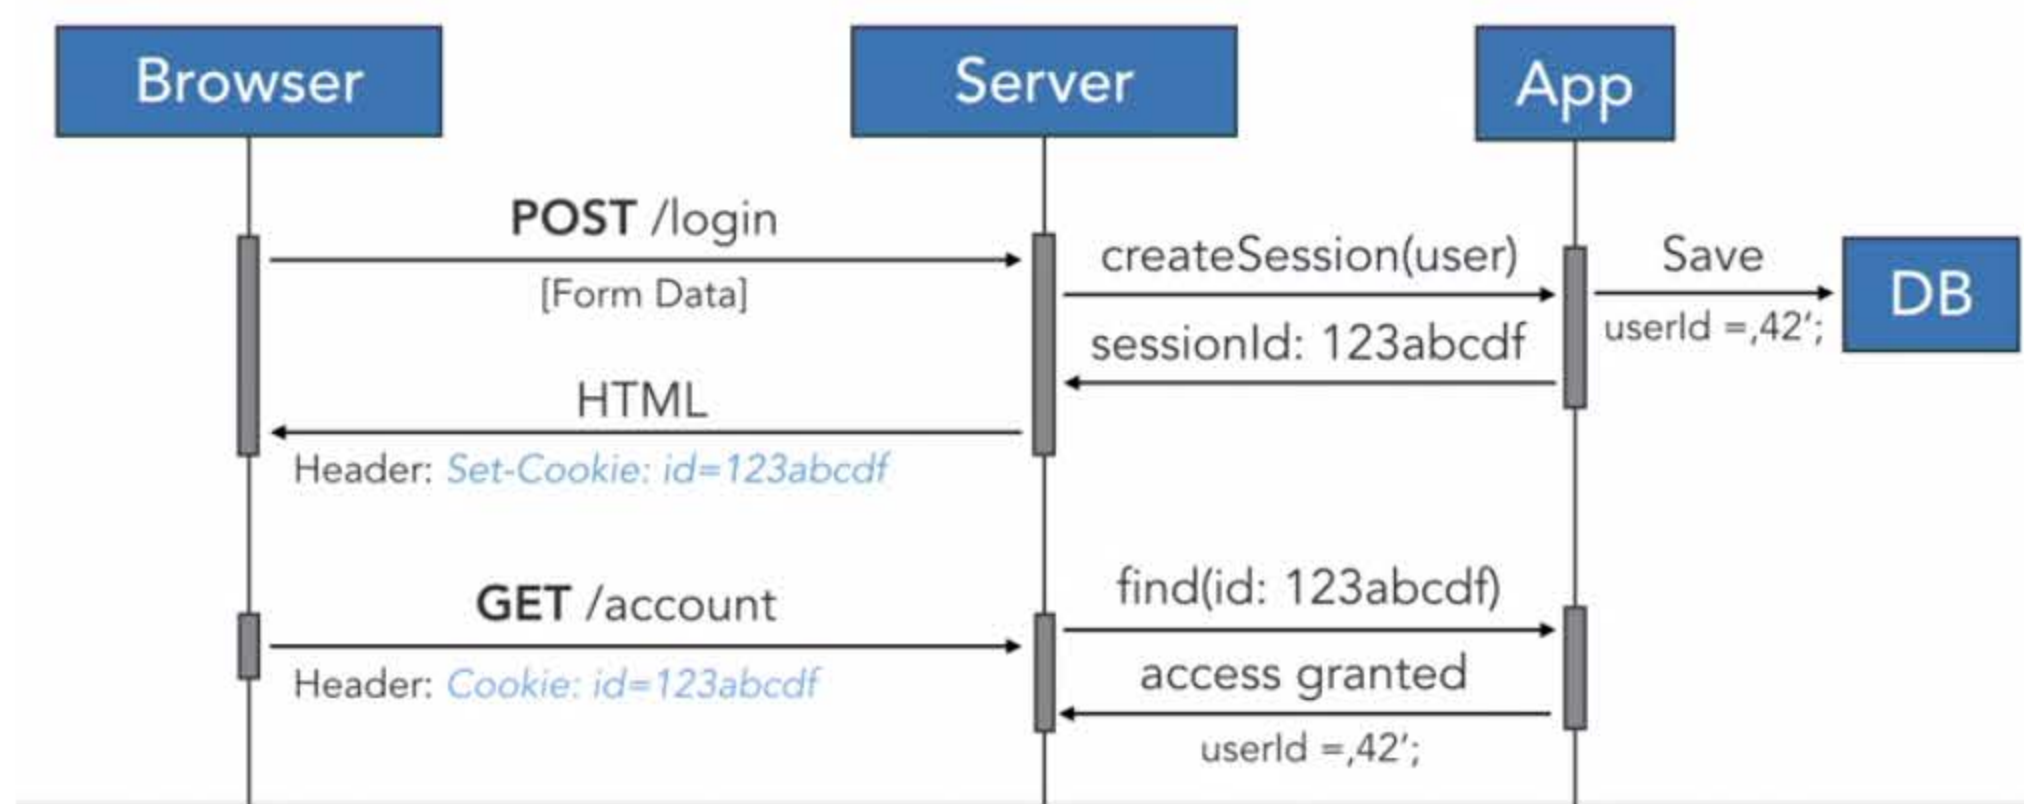 Browser
Server
App
POST /login
[Form Data]
createSession(user)
Save
userId =‚42’;
DB
sessionId: 123abcdf
HTML
Header: Set-Cookie: id=123abcdf
GET /account
Header: Cookie: id=123abcdf
find(id: 123abcdf)
access granted
userId =‚42’;